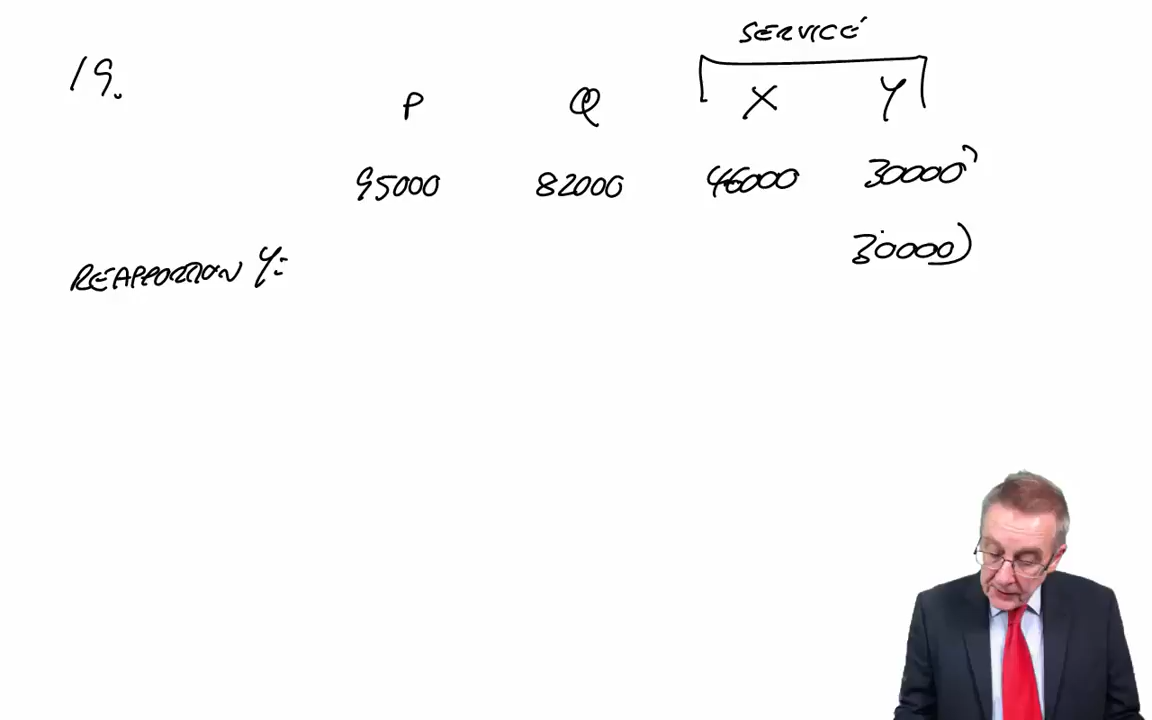 SERVICE
19.
P Q X Y
95000 82000 46000 30000
30000)
REAPPORTION Y: